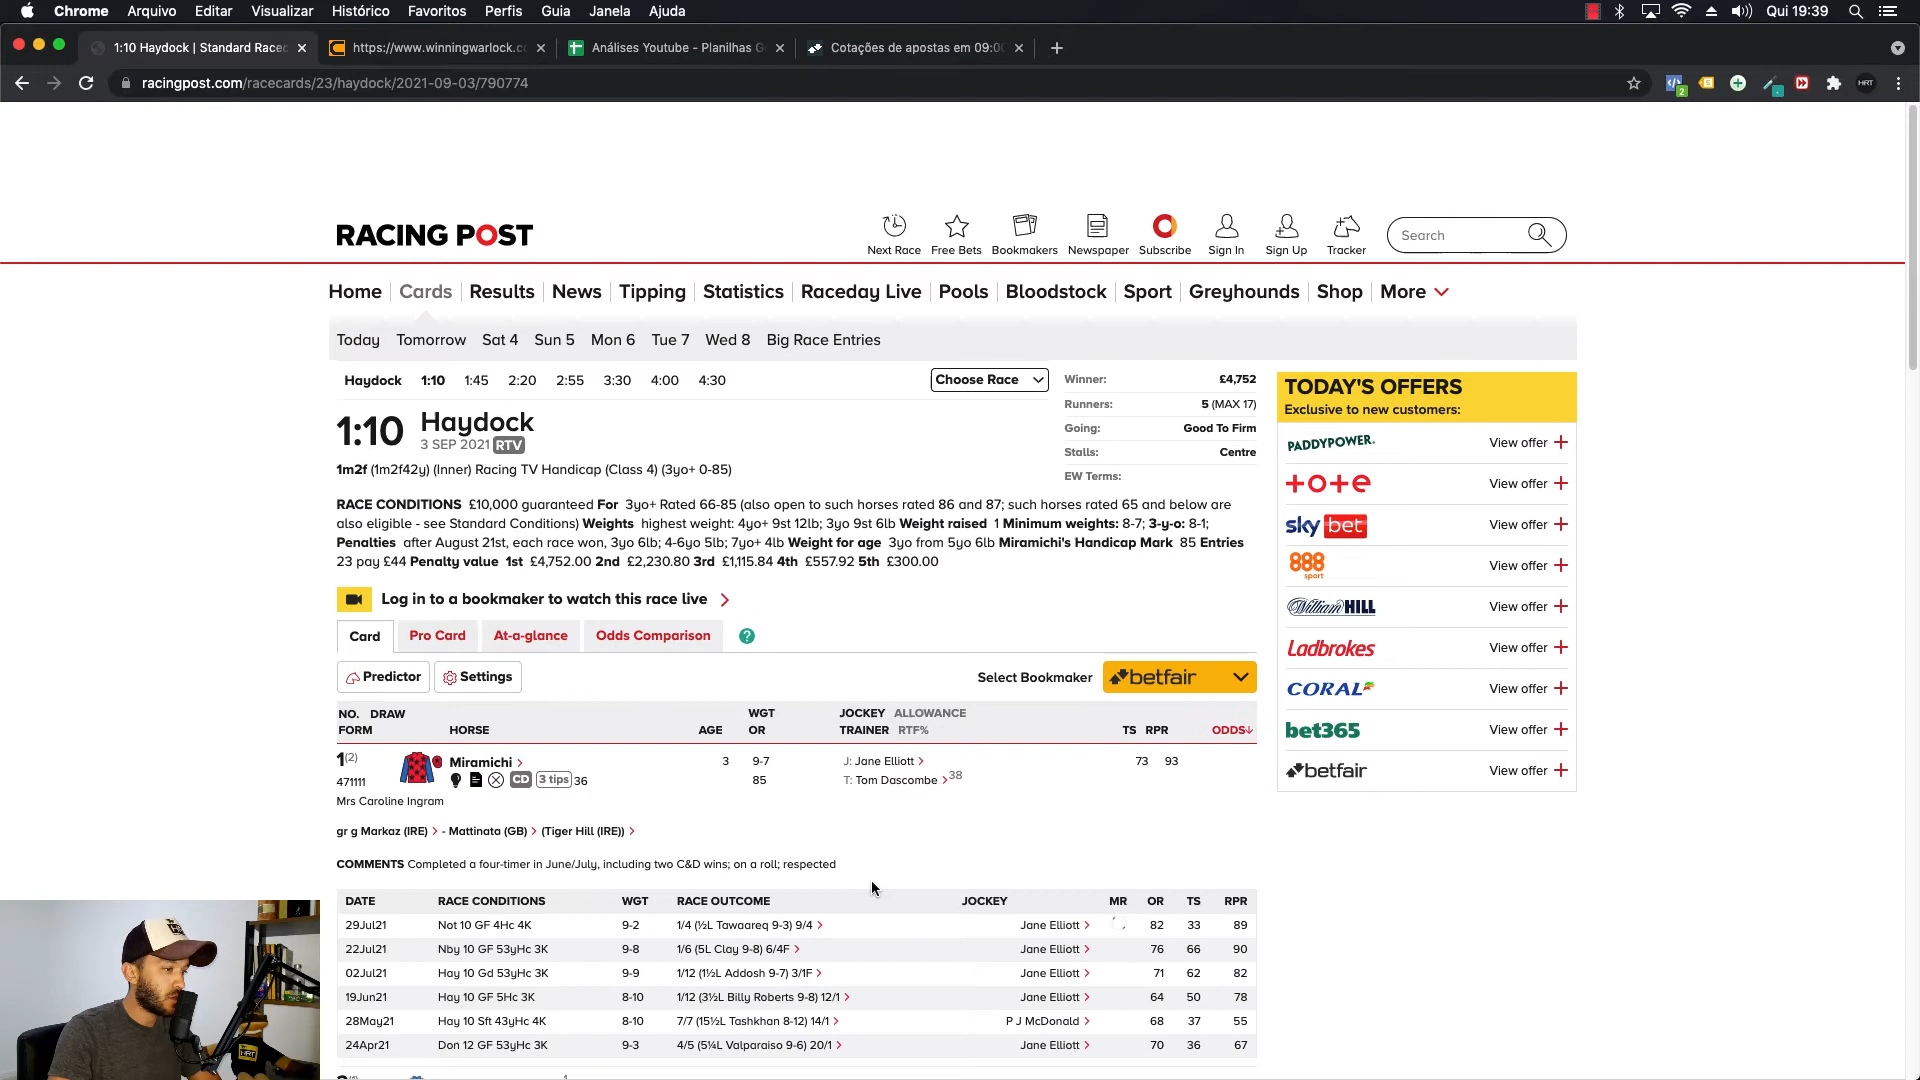 Chrome Arquivo Editar Visualizar Histórico Favoritos Perfis Guia Janela Ajuda Qui 19:39
1:10 Haydock | Standard Racec https://www.winningwarlock.co Análises Youtube - Planilhas G Cotações de apostas em 09:00
racingpost.com/racecards/23/haydock/2021-09-03/790774
2 HRT
RACING POST
Next Race Free Bets Bookmakers Newspaper Subscribe Sign In Sign Up Tracker Search
Home Cards Results News Tipping Statistics Raceday Live Pools Bloodstock Sport Greyhounds Shop More
Today Tomorrow Sat 4 Sun 5 Mon 6 Tue 7 Wed 8 Big Race Entries
Haydock 1:10 1:45 2:20 2:55 3:30 4:00 4:30 Choose Race
Winner: £4,752
Runners: 5 (MAX 17)
Going: Good To Firm
Stalls: Centre
EW Terms:
1:10 Haydock
3 SEP 2021 RTV
1m2f (1m2f42y) (Inner) Racing TV Handicap (Class 4) (3yo+ 0-85)
RACE CONDITIONS £10,000 guaranteed For 3yo+ Rated 66-85 (also open to such horses rated 86 and 87; such horses rated 65 and below are
also eligible - see Standard Conditions) Weights highest weight: 4yo+ 9st 12lb; 3yo 9st 6lb Weight raised 1 Minimum weights: 8-7; 3-y-o: 8-1;
Penalties after August 21st, each race won, 3yo 6lb; 4-6yo 5lb; 7yo+ 4lb Weight for age 3yo from 5yo 6lb Miramichi's Handicap Mark 85 Entries
23 pay £44 Penalty value 1st £4,752.00 2nd £2,230.80 3rd £1,115.84 4th £557.92 5th £300.00
Log in to a bookmaker to watch this race live
Card Pro Card At-a-glance Odds Comparison ?
Predictor Settings Select Bookmaker betfair
NO. DRAW WGT JOCKEY ALLOWANCE
FORM HORSE AGE OR TRAINER RTF% TS RPR ODDS
1(2) Miramichi 3 9-7 J: Jane Elliott 73 93
471111 CD 3 tips 36 85 T: Tom Dascombe 38
Mrs Caroline Ingram
gr g Markaz (IRE) - Mattinata (GB) (Tiger Hill (IRE))
COMMENTS Completed a four-timer in June/July, including two C&D wins; on a roll; respected
DATE RACE CONDITIONS WGT RACE OUTCOME JOCKEY MR OR TS RPR
29Jul21 Not 10 GF 4Hc 4K 9-2 1/4 (½L Tawaareq 9-3) 9/4 Jane Elliott 82 33 89
22Jul21 Nby 10 GF 53yHc 3K 9-8 1/6 (5L Clay 9-8) 6/4F Jane Elliott 76 66 90
02Jul21 Hay 10 Gd 53yHc 3K 9-9 1/12 (1½L Addosh 9-7) 3/1F Jane Elliott 71 62 82
19Jun21 Hay 10 GF 5Hc 3K 8-10 1/12 (3½L Billy Roberts 9-8) 12/1 Jane Elliott 64 50 78
28May21 Hay 10 Sft 43yHc 4K 8-10 7/7 (15½L Tashkhan 8-12) 14/1 P J McDonald 68 37 55
24Apr21 Don 12 GF 53yHc 3K 9-3 4/5 (5¼L Valparaiso 9-6) 20/1 Jane Elliott 70 36 67
TODAY'S OFFERS
Exclusive to new customers:
PADDYPOWER. View offer
tote View offer
sky bet View offer
888 sport View offer
William HILL View offer
Ladbrokes View offer
CORAL View offer
bet365 View offer
betfair View offer
HRT